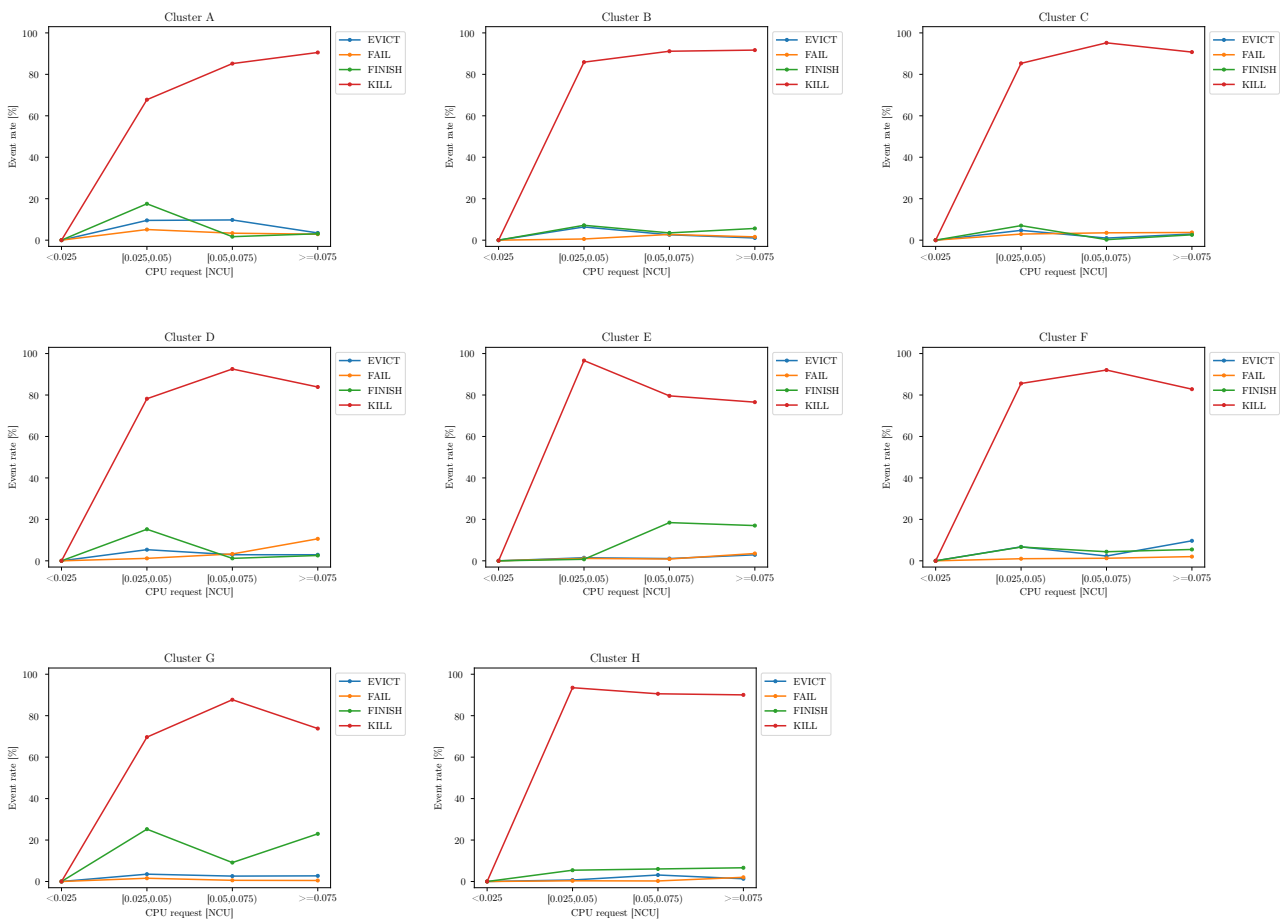 Cluster A
100
80
60
40
20
0
Event rate [%]
<0.025
[0.025,0.05)
[0.05,0.075)
>=0.075
CPU request [NCU]
EVICT
FAIL
FINISH
KILL
Cluster B
100
80
60
40
20
0
Event rate [%]
<0.025
[0.025,0.05)
[0.05,0.075)
>=0.075
CPU request [NCU]
EVICT
FAIL
FINISH
KILL
Cluster C
100
80
60
40
20
0
Event rate [%]
<0.025
[0.025,0.05)
[0.05,0.075)
>=0.075
CPU request [NCU]
EVICT
FAIL
FINISH
KILL
Cluster D
100
80
60
40
20
0
Event rate [%]
<0.025
[0.025,0.05)
[0.05,0.075)
>=0.075
CPU request [NCU]
EVICT
FAIL
FINISH
KILL
Cluster E
100
80
60
40
20
0
Event rate [%]
<0.025
[0.025,0.05)
[0.05,0.075)
>=0.075
CPU request [NCU]
EVICT
FAIL
FINISH
KILL
Cluster F
100
80
60
40
20
0
Event rate [%]
<0.025
[0.025,0.05)
[0.05,0.075)
>=0.075
CPU request [NCU]
EVICT
FAIL
FINISH
KILL
Cluster G
100
80
60
40
20
0
Event rate [%]
<0.025
[0.025,0.05)
[0.05,0.075)
>=0.075
CPU request [NCU]
EVICT
FAIL
FINISH
KILL
Cluster H
100
80
60
40
20
0
Event rate [%]
<0.025
[0.025,0.05)
[0.05,0.075)
>=0.075
CPU request [NCU]
EVICT
FAIL
FINISH
KILL